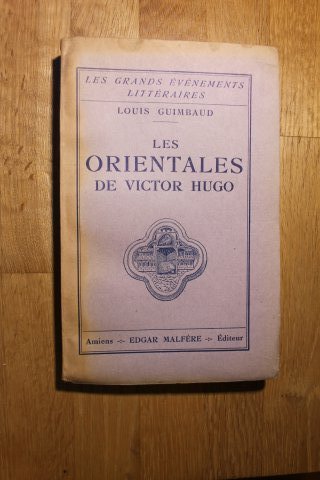 LES GRANDS ÉVÉNEMENTS
LITTÉRAIRES
LOUIS GUIMBAUD
LES
ORIENTALES
DE VICTOR HUGO
Amiens -:- EDGAR MALFÈRE -:- Éditeur